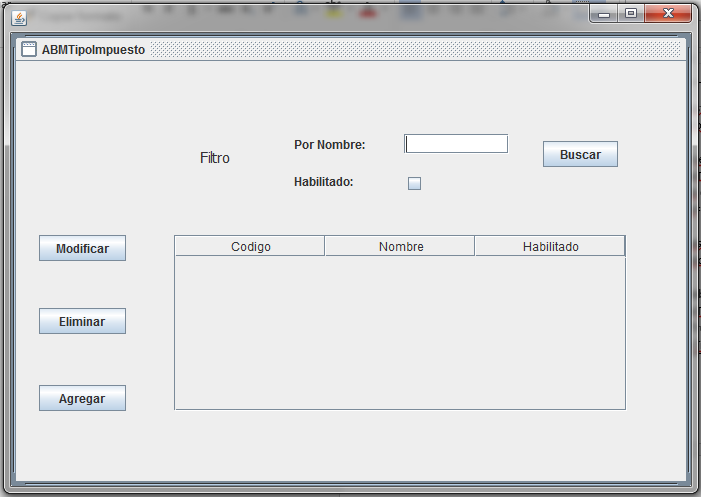 ABMTipoImpuesto
Por Nombre:
Filtro
Buscar
Habilitado:
Modificar
Codigo Nombre Habilitado
Eliminar
Agregar